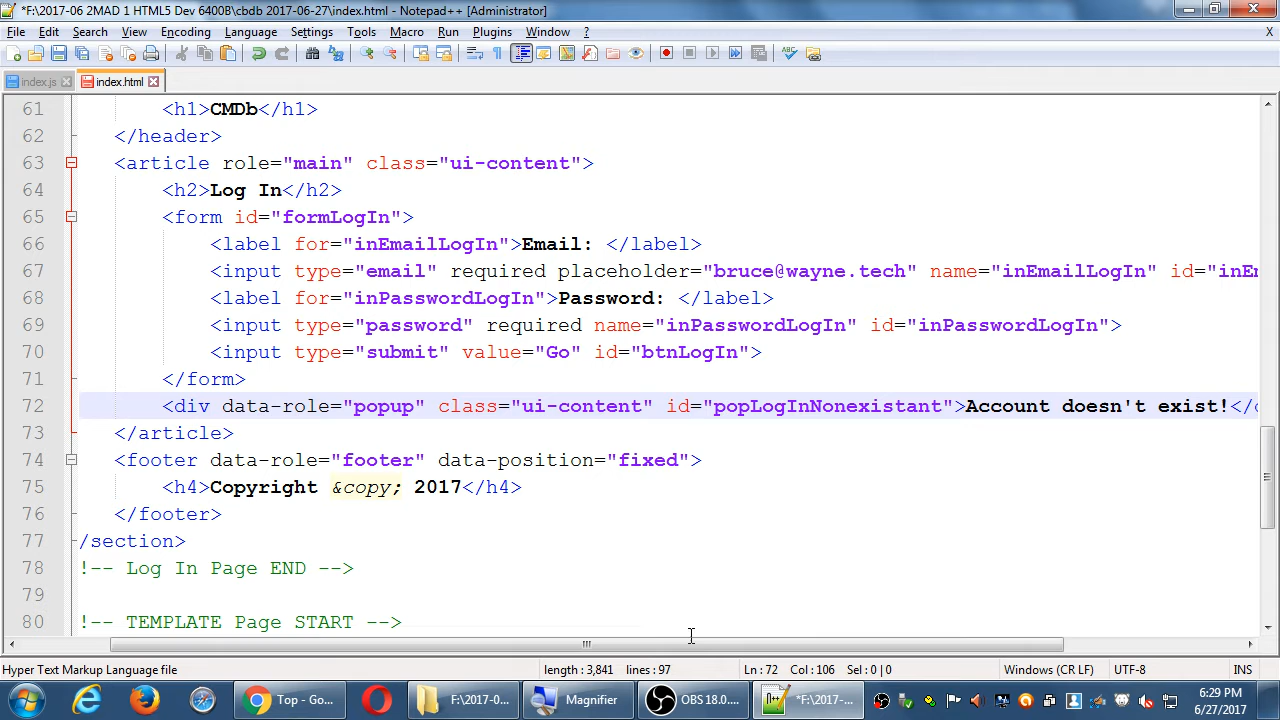 *F:\2017-06 2MAD 1 HTML5 Dev 6400B\cbdb 2017-06-27\index.html - Notepad++ [Administrator]
File Edit Search View Encoding Language Settings Tools Macro Run Plugins Window ? X
index.js index.html
61 <h1>CMDb</h1>
62 </header>
63 <article role="main" class="ui-content">
64 <h2>Log In</h2>
65 <form id="formLogIn">
66 <label for="inEmailLogIn">Email: </label>
67 <input type="email" required placeholder="bruce@wayne.tech" name="inEmailLogIn" id="inEm
68 <label for="inPasswordLogIn">Password: </label>
69 <input type="password" required name="inPasswordLogIn" id="inPasswordLogIn">
70 <input type="submit" value="Go" id="btnLogIn">
71 </form>
72 <div data-role="popup" class="ui-content" id="popLogInNonexistant">Account doesn't exist!</d
73 </article>
74 <footer data-role="footer" data-position="fixed">
75 <h4>Copyright &copy; 2017</h4>
76 </footer>
77 /section>
78 !-- Log In Page END -->
79
80 !-- TEMPLATE Page START -->
Hyper Text Markup Language file length : 3,841 lines : 97 Ln : 72 Col : 106 Sel : 0 | 0 Windows (CR LF) UTF-8 INS
Top - Go... F:\2017-0... Magnifier OBS 18.0.... *F:\2017-... 6:29 PM
6/27/2017